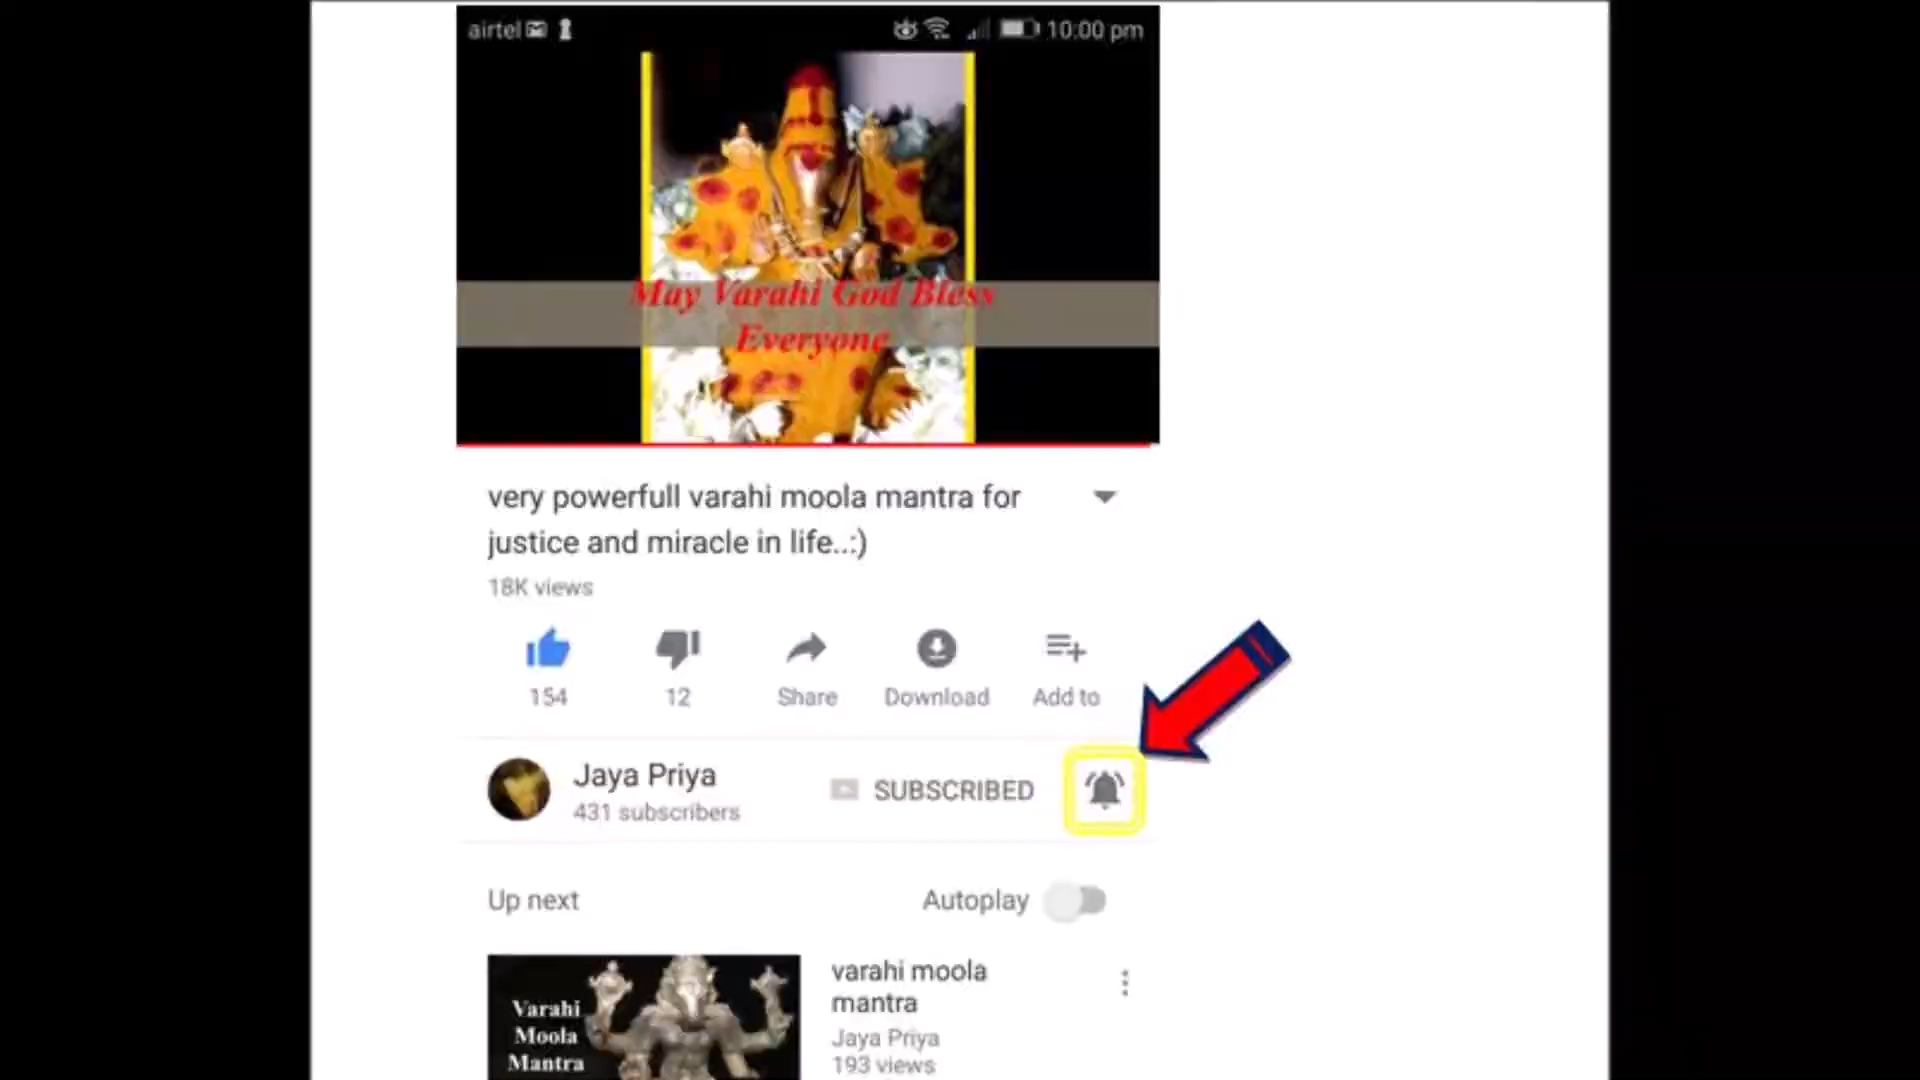 airtel
10:00 pm
May Varahi God Bless
Everyone
very powerfull varahi moola mantra for
justice and miracle in life..:)
18K views
154
12
Share
Download
Add to
Jaya Priya
SUBSCRIBED
431 subscribers
Up next
Autoplay
Varahi
Moola
Mantra
varahi moola
mantra
Jaya Priya
193 views